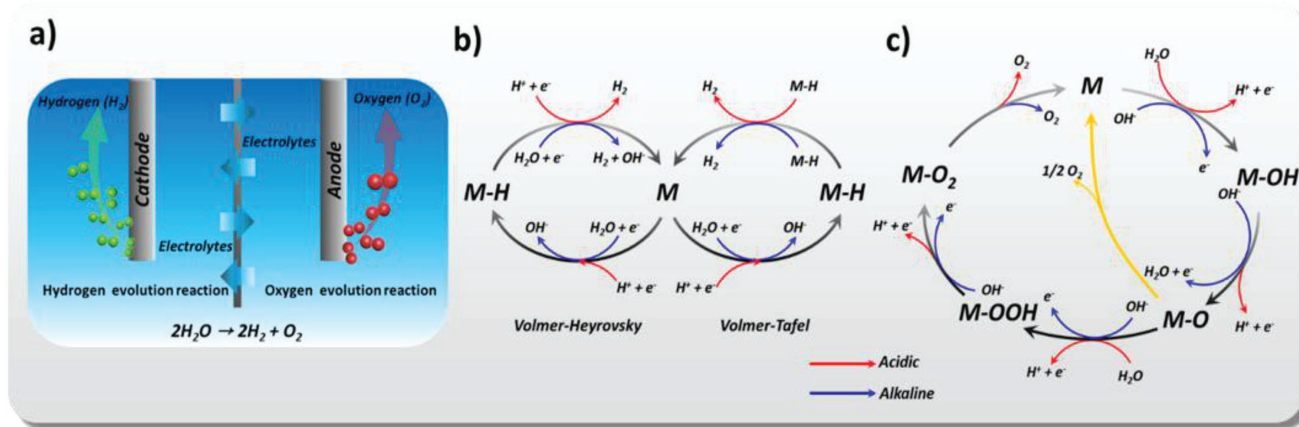 a)
Hydrogen (H2)
Cathode
Electrolytes
Electrolytes
Anode
Oxygen (O2)
Hydrogen evolution reaction
Oxygen evolution reaction
2H2O → 2H2 + O2
b)
H+ + e-
H2
H2
M-H
H2O + e-
H2 + OH-
H2
M-H
M-H
M
M-H
OH-
H2O + e-
H2O + e-
OH-
H+ + e-
H+ + e-
Volmer-Heyrovsky
Volmer-Tafel
Acidic
Alkaline
c)
O2
M
H2O
H+ + e-
O2
OH-
e-
M-O2
1/2 O2
M-OH
OH-
e-
H+ + e-
H2O + e-
OH-
M-OOH
e-
OH-
M-O
H+ + e-
H+ + e-
H2O